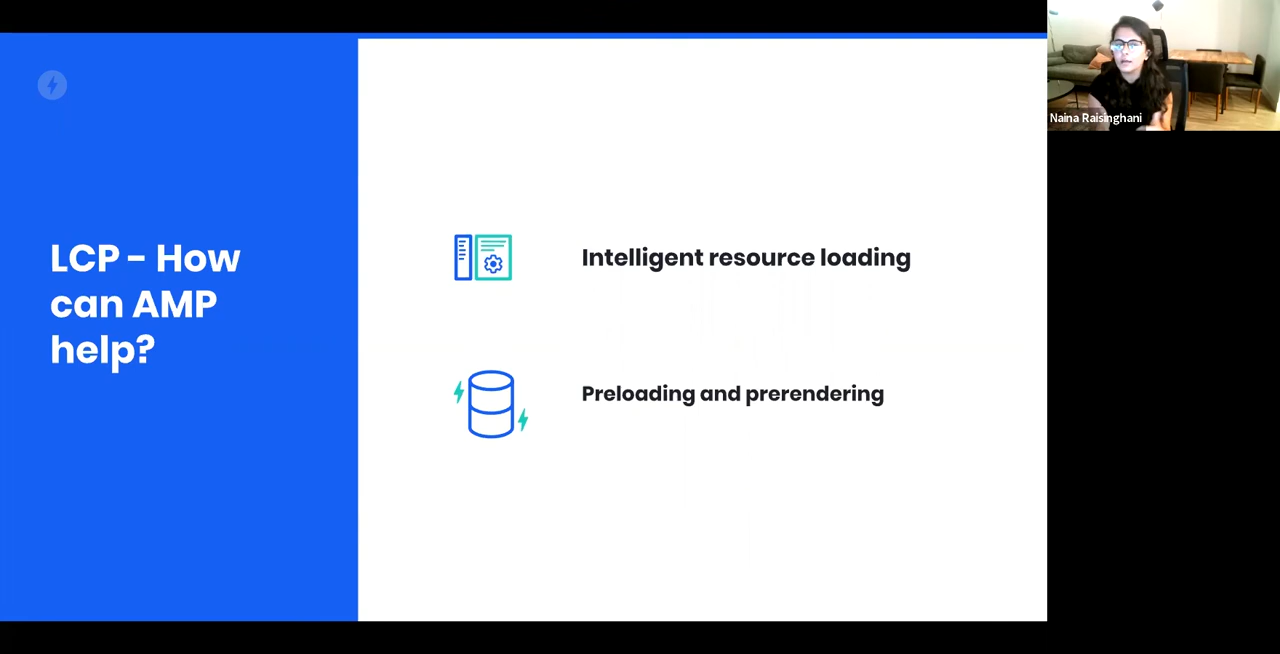 LCP - How
can AMP
help?
Intelligent resource loading
Preloading and prerendering
Naina Raisinghani